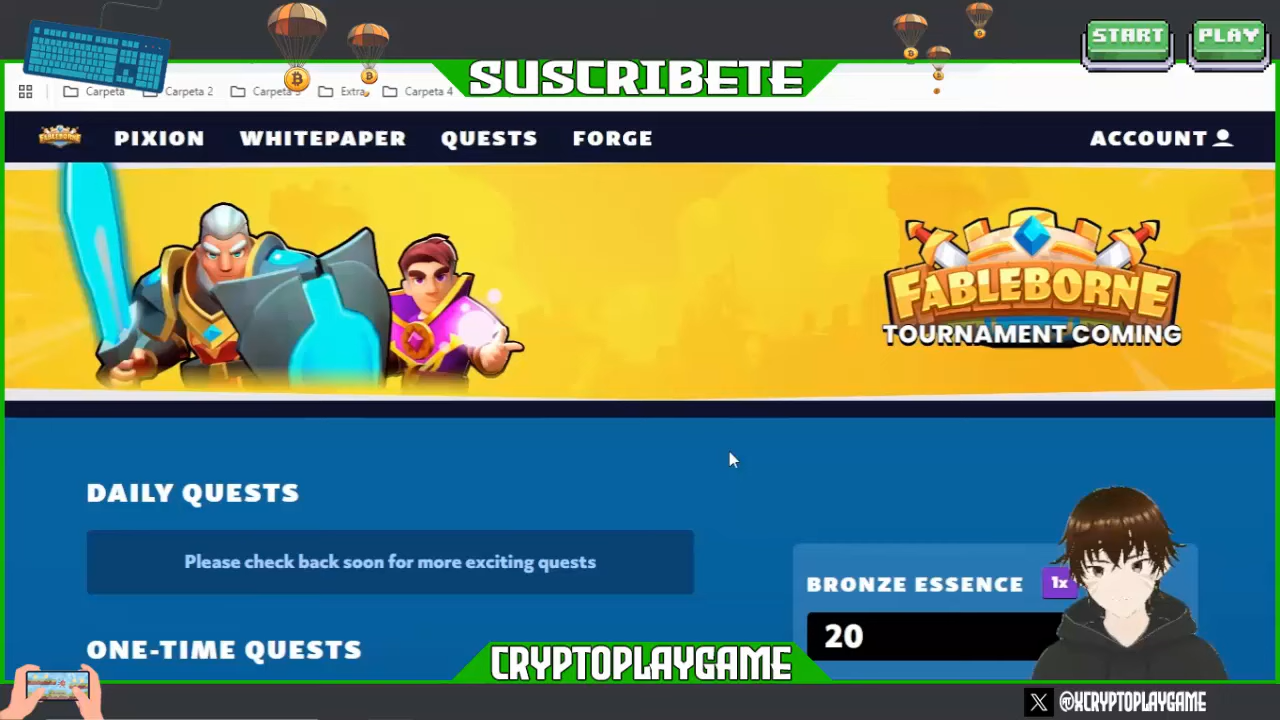 START PLAY
SUSCRIBETE
Carpeta Carpeta 2 Carpeta 3 Extra Carpeta 4
FABLEBORNE PIXION WHITEPAPER QUESTS FORGE ACCOUNT
FABLEBORNE
TOURNAMENT COMING
DAILY QUESTS
Please check back soon for more exciting quests
BRONZE ESSENCE 1x
20
ONE-TIME QUESTS
CRYPTOPLAYGAME
X @XCRYPTOPLAYGAME